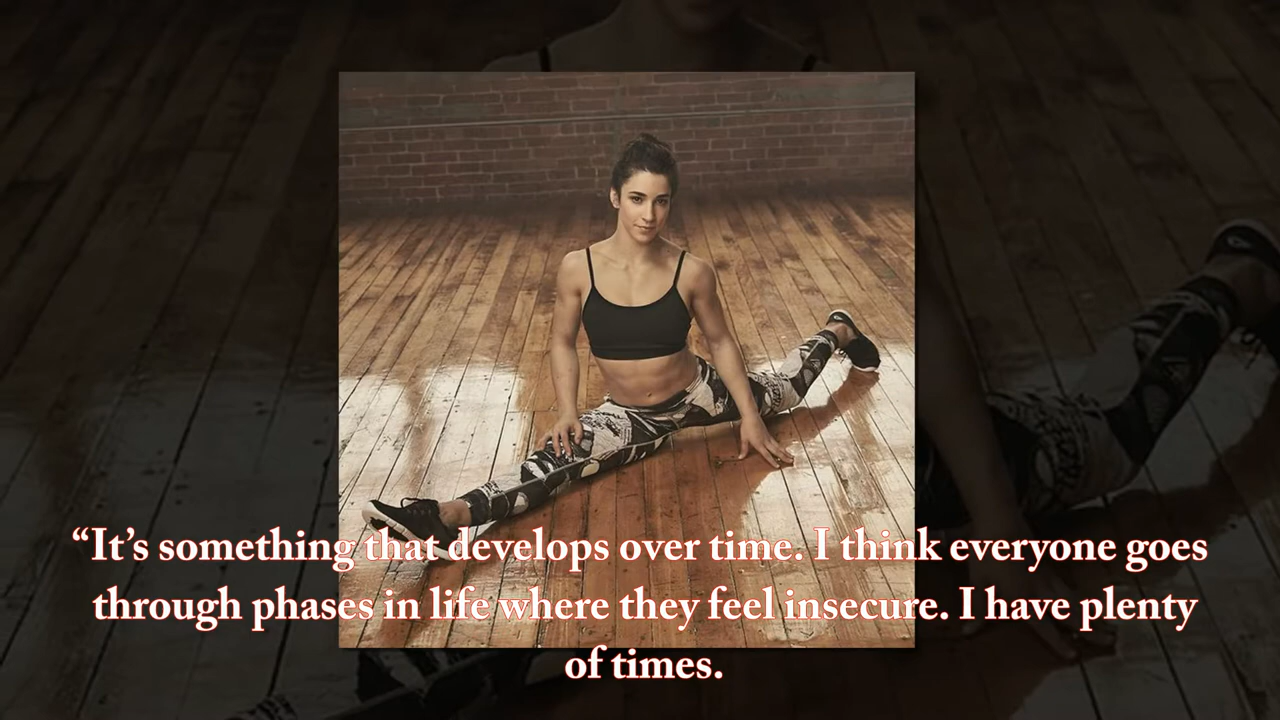 “It’s something that develops over time. I think everyone goes
through phases in life where they feel insecure. I have plenty
of times.